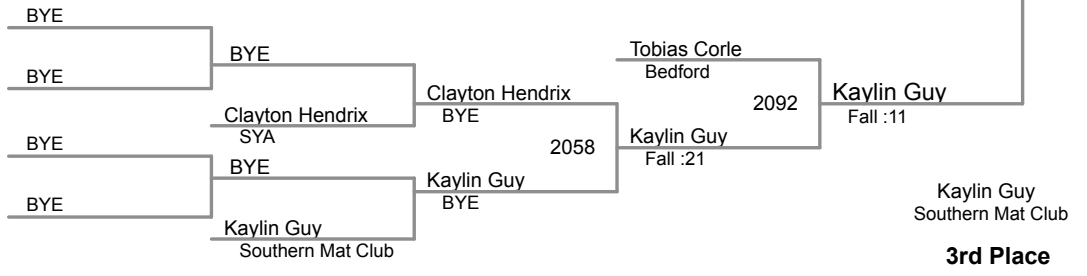 BYE
BYE
BYE
BYE
BYE
Clayton Hendrix
SYA
BYE
Kaylin Guy
Southern Mat Club
Clayton Hendrix
BYE
2058
Kaylin Guy
BYE
Tobias Corle
Bedford
2092
Kaylin Guy
Fall :21
Kaylin Guy
Fall :11
Kaylin Guy
Southern Mat Club
3rd Place